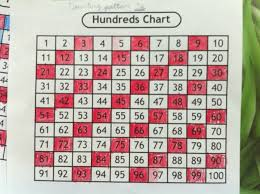 Counting pattern
Hundreds Chart
1 2 3 4 5 6 7 8 9 10
11 12 13 14 15 16 17 18 19 20
21 22 23 24 25 26 27 28 29 30
31 32 33 34 35 36 37 38 39 40
41 42 43 44 45 46 47 48 49 50
51 52 53 54 55 56 57 58 59 60
61 62 63 64 65 66 67 68 69 70
71 72 73 74 75 76 77 78 79 80
81 82 83 84 85 86 87 88 89 90
91 92 93 94 95 96 97 98 99 100